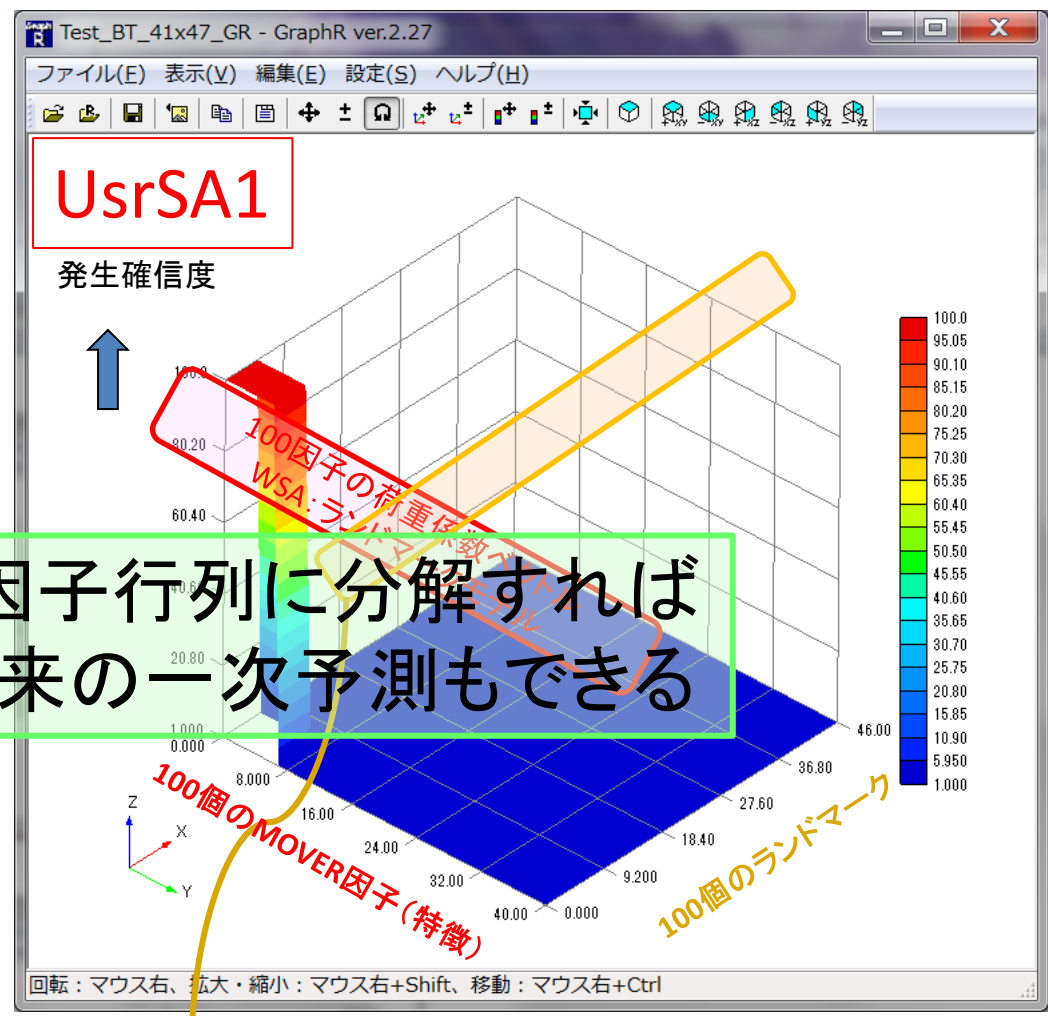 Test_BT_41x47_GR - GraphR ver.2.27
ファイル(F) 表示(V) 編集(E) 設定(S) ヘルプ(H)
UsrSA1
発生確信度
100.0
80.20
60.40
40.60
20.80
1.000
0.000
8.000
16.00
24.00
32.00
40.00
0.000
9.200
18.40
27.60
36.80
46.00
100.0
95.05
90.10
85.15
80.20
75.25
70.30
65.35
60.40
55.45
50.50
45.55
40.60
35.65
30.70
25.75
20.80
15.85
10.90
5.950
1.000
100因子の荷重係数ベクトル
WSA:ランドマークモデル
因子行列に分解すれば
来の一次予測もできる
100個のMOVER因子(特徴)
100個のランドマーク
Z
X
Y
回転:マウス右、拡大・縮小:マウス右+Shift、移動:マウス右+Ctrl